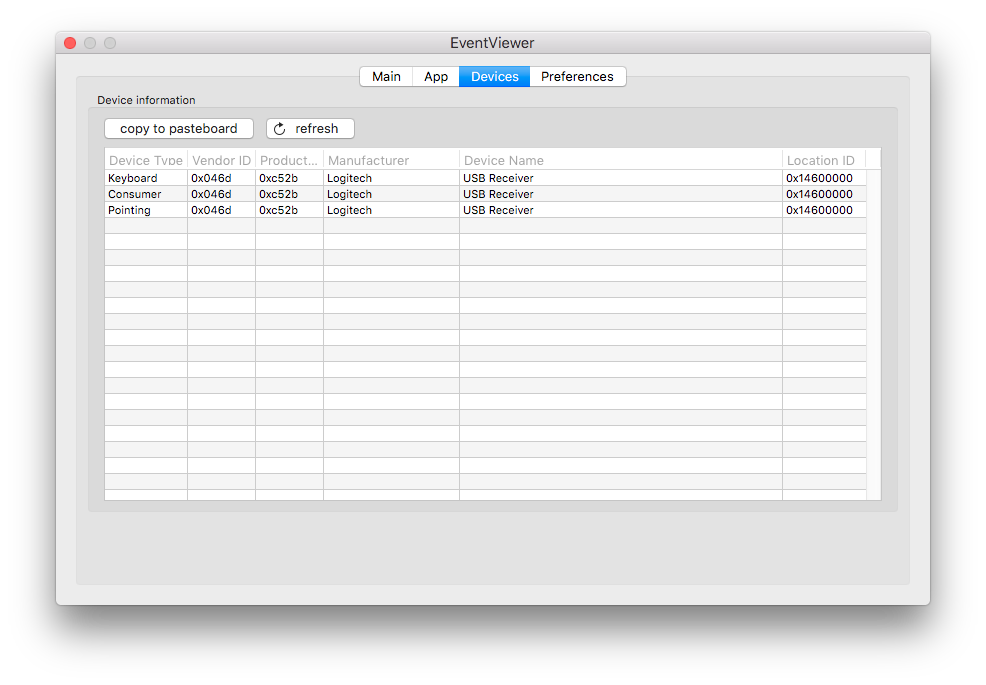 EventViewer
Main App Devices Preferences
Device information
copy to pasteboard refresh
Device Type Vendor ID Product... Manufacturer Device Name Location ID
Keyboard 0x046d 0xc52b Logitech USB Receiver 0x14600000
Consumer 0x046d 0xc52b Logitech USB Receiver 0x14600000
Pointing 0x046d 0xc52b Logitech USB Receiver 0x14600000